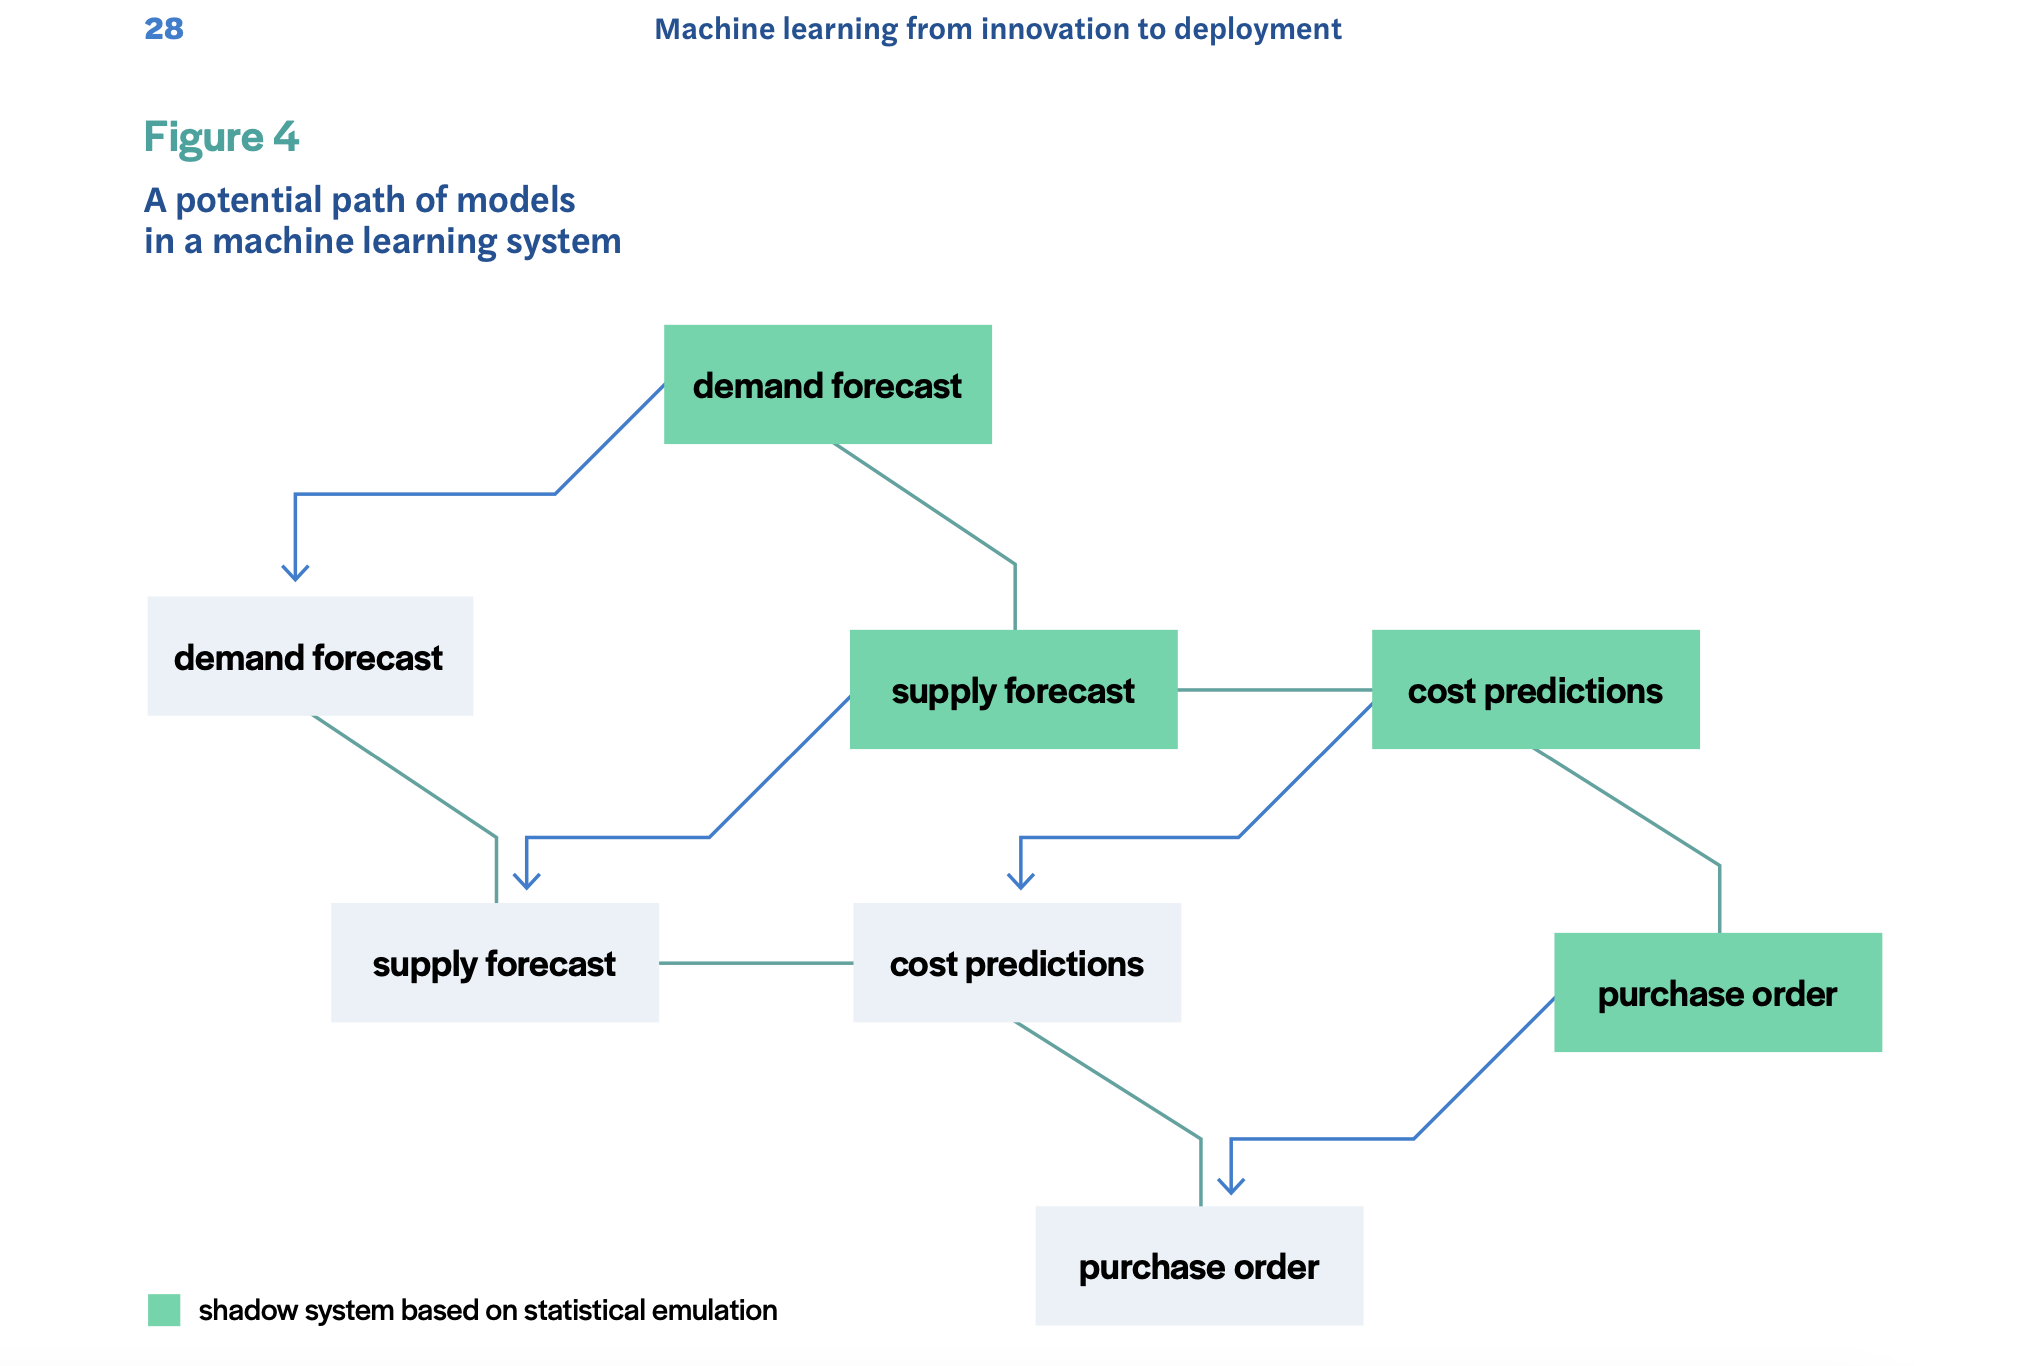 28
Machine learning from innovation to deployment
Figure 4
A potential path of models
in a machine learning system
demand forecast
demand forecast
supply forecast
cost predictions
supply forecast
cost predictions
purchase order
purchase order
shadow system based on statistical emulation